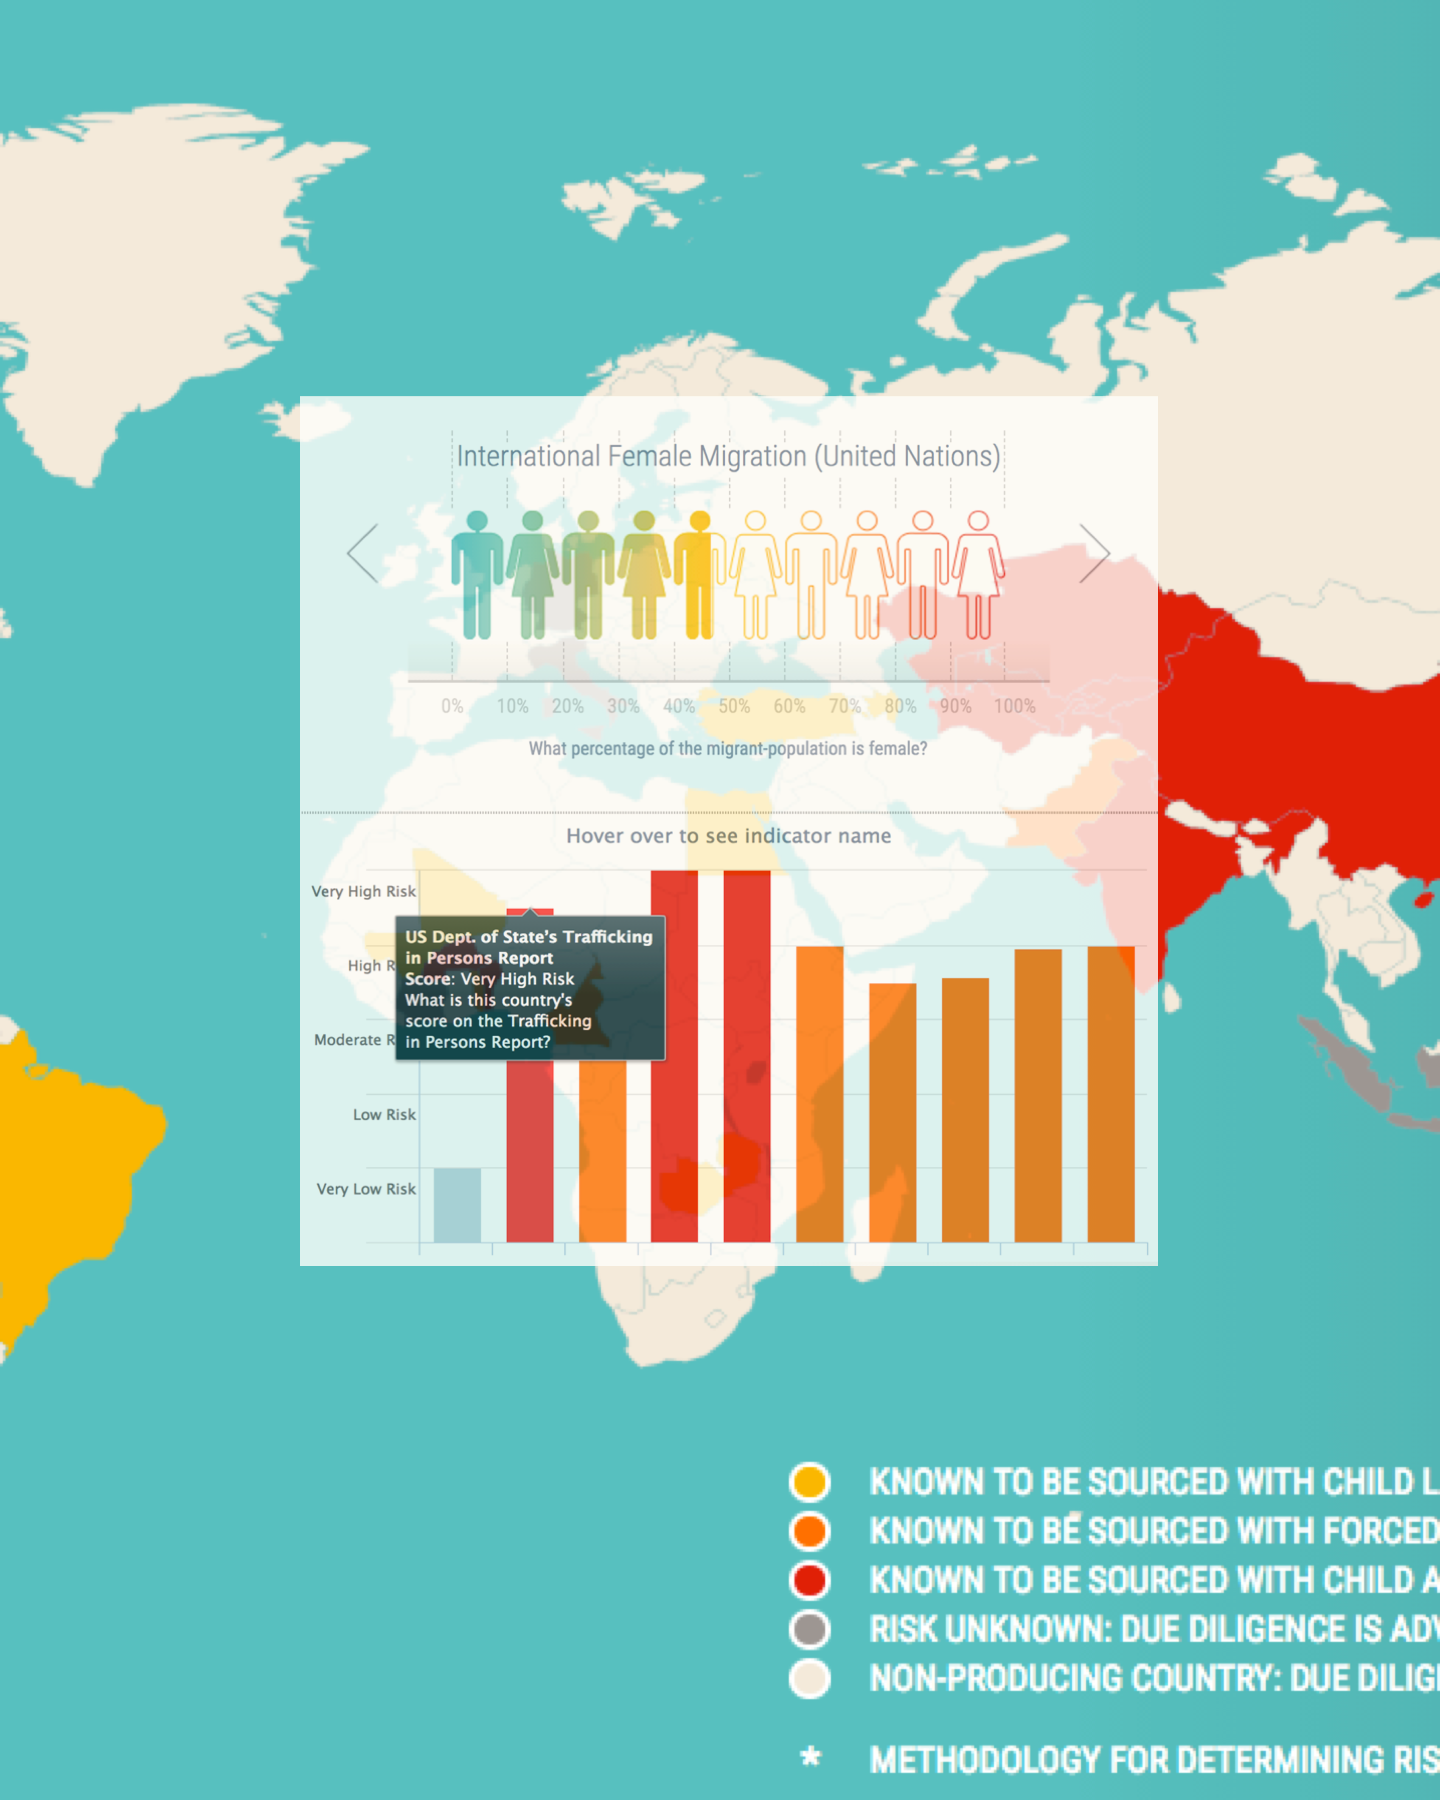 International Female Migration (United Nations)
0% 10% 20% 30% 40% 50% 60% 70% 80% 90% 100%
What percentage of the migrant-population is female?
Hover over to see indicator name
Very High Risk
High R
Moderate R
Low Risk
Very Low Risk
US Dept. of State's Trafficking
in Persons Report
Score: Very High Risk
What is this country's
score on the Trafficking
in Persons Report?
KNOWN TO BE SOURCED WITH CHILD L
KNOWN TO BE SOURCED WITH FORCED
KNOWN TO BE SOURCED WITH CHILD A
RISK UNKNOWN: DUE DILIGENCE IS ADV
NON-PRODUCING COUNTRY: DUE DILIG
* METHODOLOGY FOR DETERMINING RIS